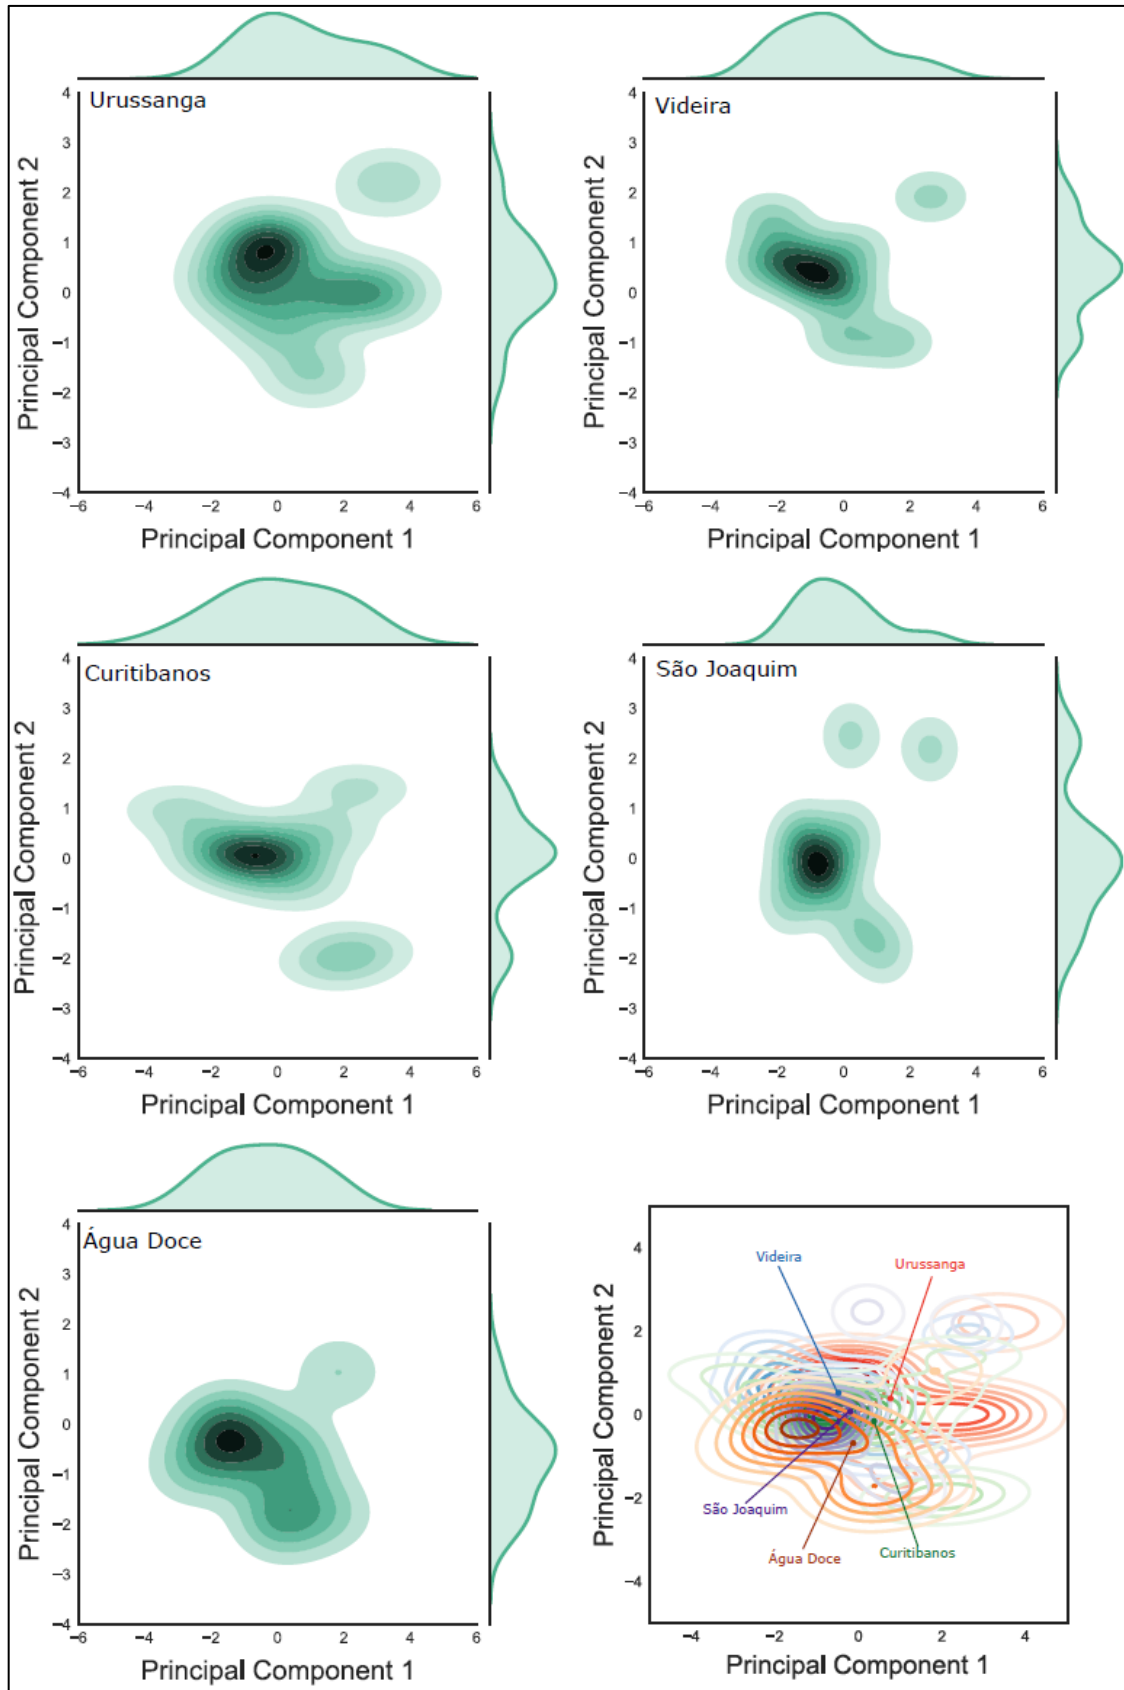 Urussanga
4
3
2
1
0
−1
−2
−3
−4
Principal Component 2
−6 −4 −2 0 2 4 6
Principal Component 1
Videira
4
3
2
1
0
−1
−2
−3
−4
Principal Component 2
−6 −4 −2 0 2 4 6
Principal Component 1
Curitibanos
4
3
2
1
0
−1
−2
−3
−4
Principal Component 2
−6 −4 −2 0 2 4 6
Principal Component 1
São Joaquim
4
3
2
1
0
−1
−2
−3
−4
Principal Component 2
−6 −4 −2 0 2 4 6
Principal Component 1
Água Doce
4
3
2
1
0
−1
−2
−3
−4
Principal Component 2
−6 −4 −2 0 2 4 6
Principal Component 1
Videira
Urussanga
São Joaquim
Água Doce
Curitibanos
4
2
0
−2
−4
Principal Component 2
−4 −2 0 2 4
Principal Component 1